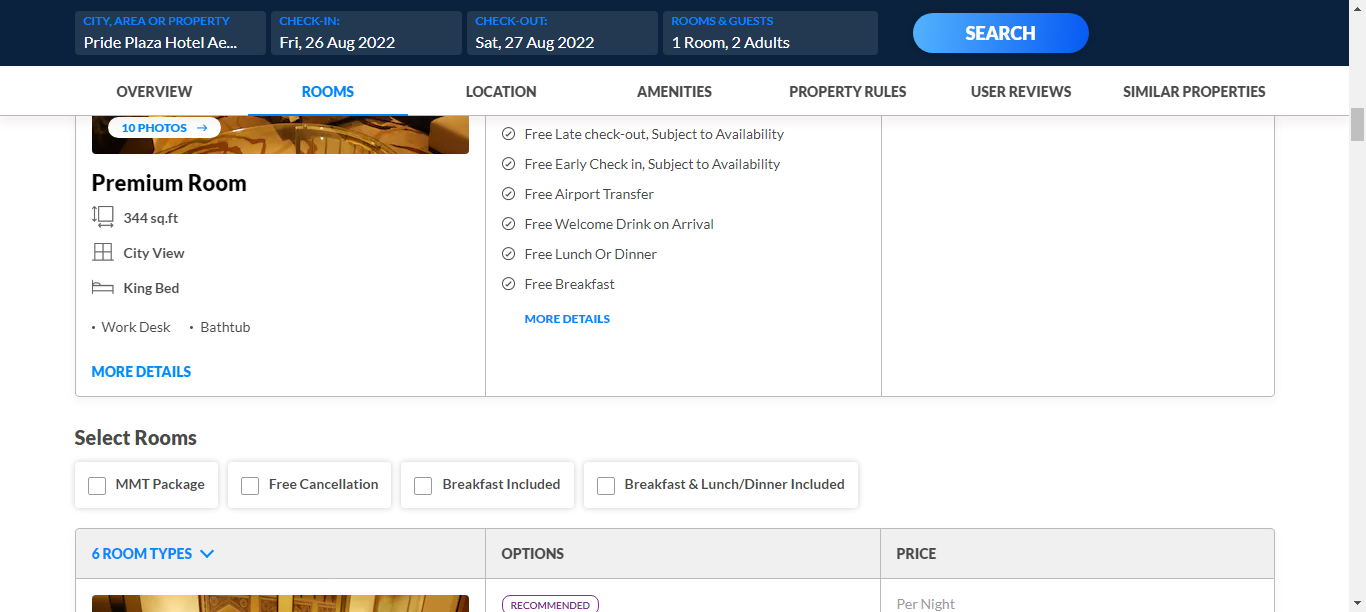 CITY, AREA OR PROPERTY
Pride Plaza Hotel Ae...
CHECK-IN:
Fri, 26 Aug 2022
CHECK-OUT:
Sat, 27 Aug 2022
ROOMS & GUESTS
1 Room, 2 Adults
SEARCH
OVERVIEW
ROOMS
LOCATION
AMENITIES
PROPERTY RULES
USER REVIEWS
SIMILAR PROPERTIES
10 PHOTOS →
Premium Room
344 sq.ft
City View
King Bed
• Work Desk • Bathtub
MORE DETAILS
Free Late check-out, Subject to Availability
Free Early Check in, Subject to Availability
Free Airport Transfer
Free Welcome Drink on Arrival
Free Lunch Or Dinner
Free Breakfast
MORE DETAILS
Select Rooms
MMT Package
Free Cancellation
Breakfast Included
Breakfast & Lunch/Dinner Included
6 ROOM TYPES
OPTIONS
PRICE
RECOMMENDED
Per Night